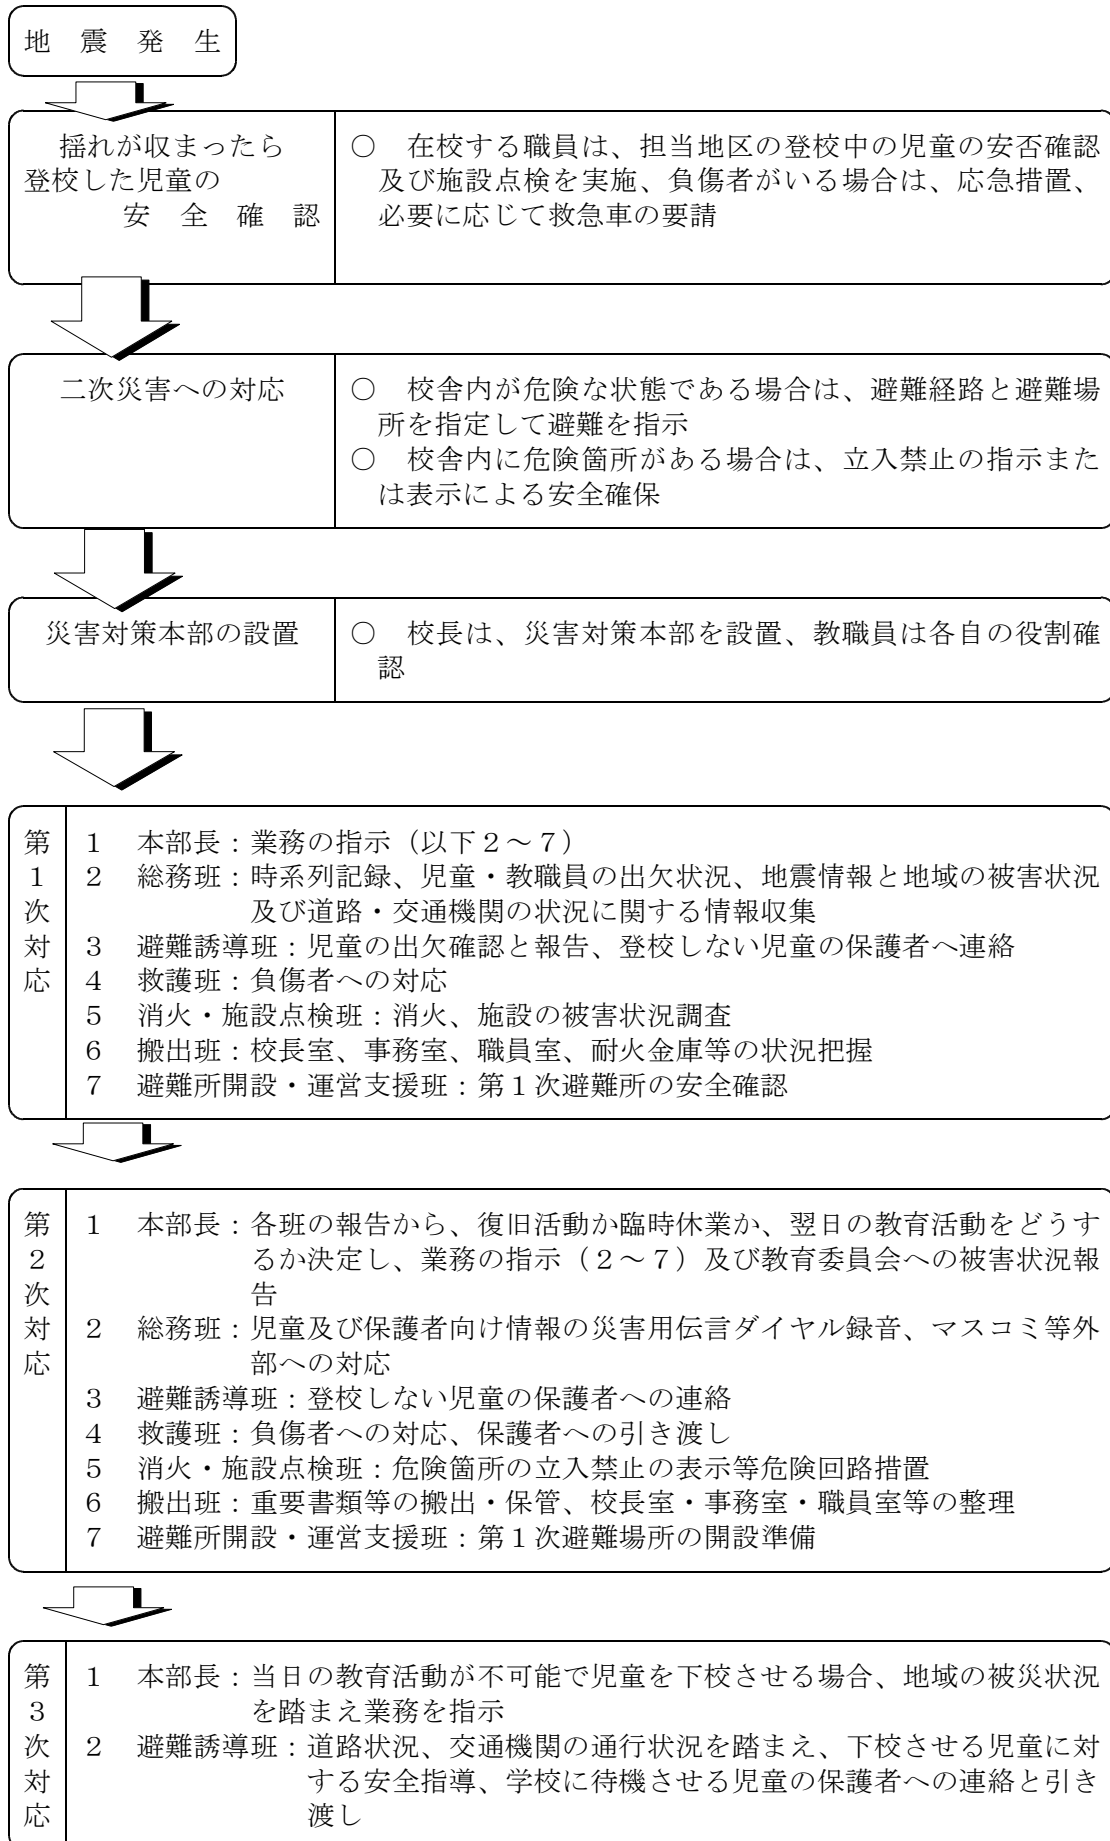 地　震　発　生
揺れが収まったら
登校した児童の
安　全　確　認
○　在校する職員は、担当地区の登校中の児童の安否確認
及び施設点検を実施、負傷者がいる場合は、応急措置、
必要に応じて救急車の要請
二次災害への対応
○　校舎内が危険な状態である場合は、避難経路と避難場
所を指定して避難を指示
○　校舎内に危険箇所がある場合は、立入禁止の指示また
は表示による安全確保
災害対策本部の設置
○　校長は、災害対策本部を設置、教職員は各自の役割確
認
第
１
次
対
応
１　本部長：業務の指示（以下２～７）
２　総務班：時系列記録、児童・教職員の出欠状況、地震情報と地域の被害状況
及び道路・交通機関の状況に関する情報収集
３　避難誘導班：児童の出欠確認と報告、登校しない児童の保護者へ連絡
４　救護班：負傷者への対応
５　消火・施設点検班：消火、施設の被害状況調査
６　搬出班：校長室、事務室、職員室、耐火金庫等の状況把握
７　避難所開設・運営支援班：第１次避難所の安全確認
第
２
次
対
応
１　本部長：各班の報告から、復旧活動か臨時休業か、翌日の教育活動をどうす
るか決定し、業務の指示（２～７）及び教育委員会への被害状況報
告
２　総務班：児童及び保護者向け情報の災害用伝言ダイヤル録音、マスコミ等外
部への対応
３　避難誘導班：登校しない児童の保護者への連絡
４　救護班：負傷者への対応、保護者への引き渡し
５　消火・施設点検班：危険箇所の立入禁止の表示等危険回路措置
６　搬出班：重要書類等の搬出・保管、校長室・事務室・職員室等の整理
７　避難所開設・運営支援班：第１次避難場所の開設準備
第
３
次
対
応
１　本部長：当日の教育活動が不可能で児童を下校させる場合、地域の被災状況
を踏まえ業務を指示
２　避難誘導班：道路状況、交通機関の通行状況を踏まえ、下校させる児童に対
する安全指導、学校に待機させる児童の保護者への連絡と引き
渡し